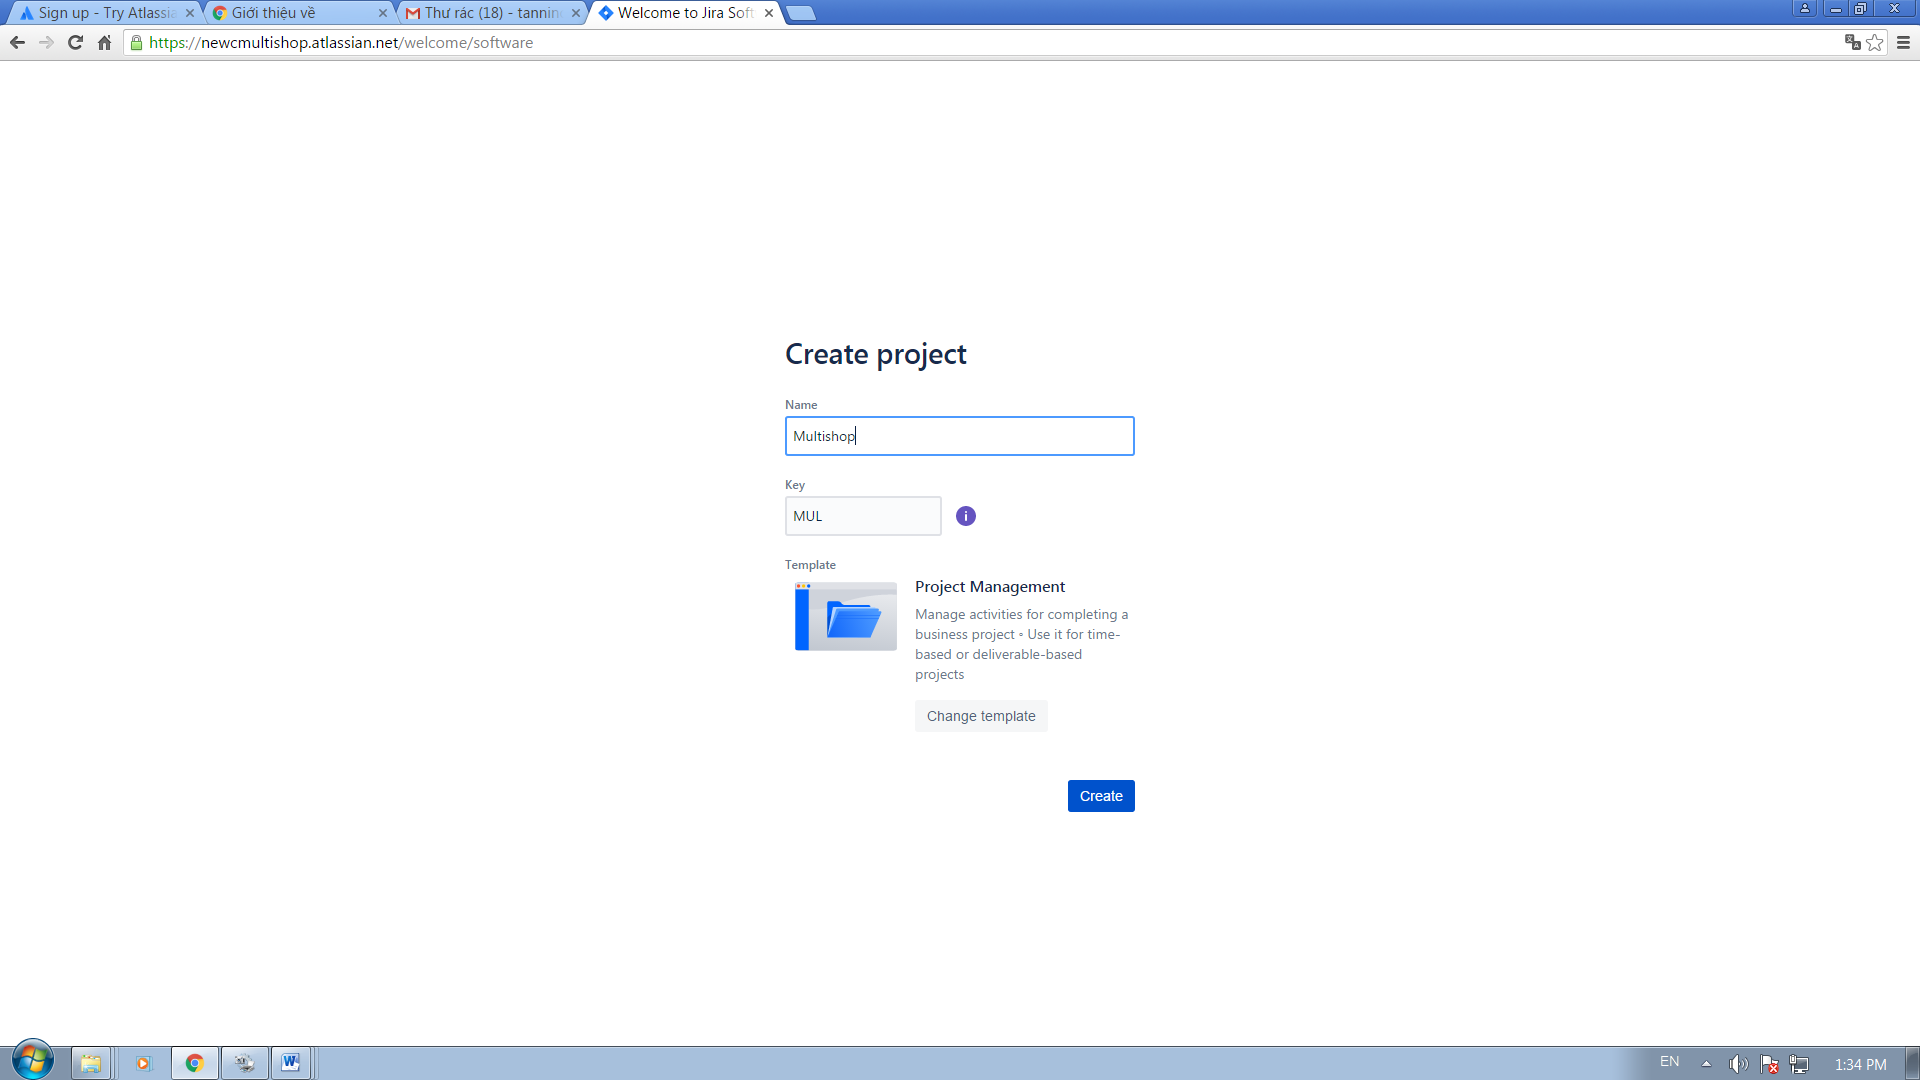 Sign up - Try Atlassia
Giới thiệu về
Thư rác (18) - tannin
Welcome to Jira Soft
https://newcmultishop.atlassian.net/welcome/software
Create project
Name
Multishop
Key
MUL
i
Template
Project Management
Manage activities for completing a
business project • Use it for time-
based or deliverable-based
projects
Change template
Create
EN
1:34 PM